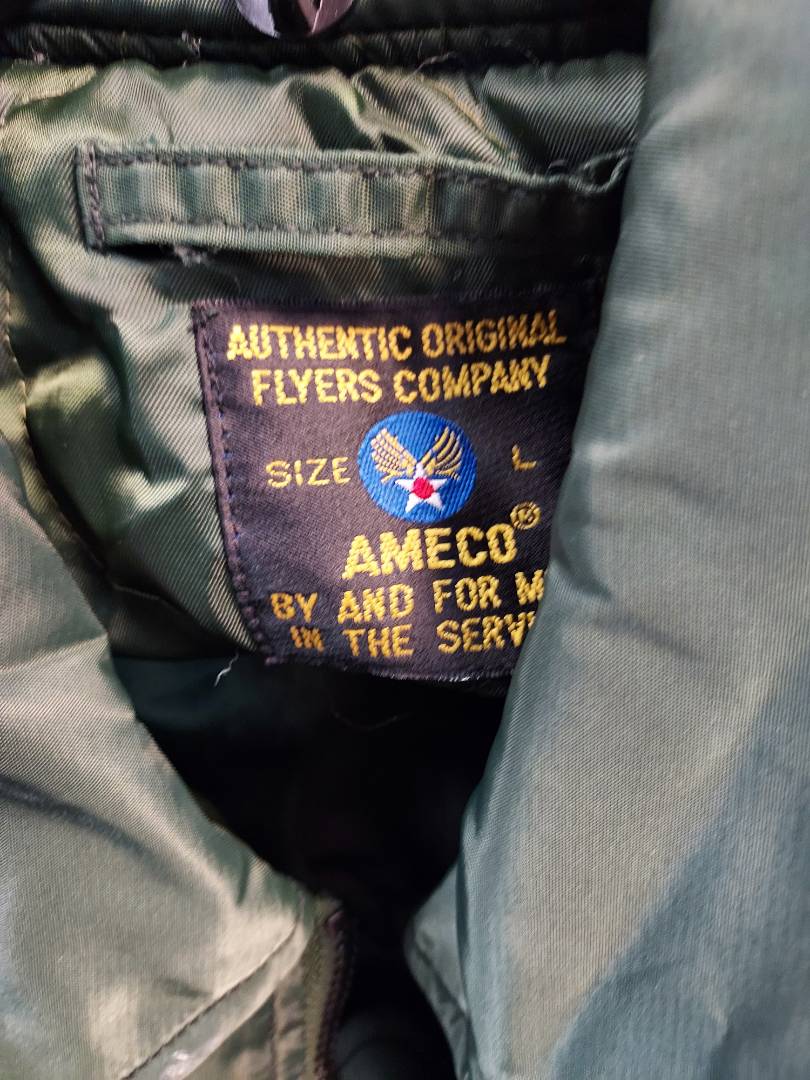 AUTHENTIC ORIGINAL
FLYERS COMPANY
SIZE L
AMECO®
BY AND FOR
IN THE